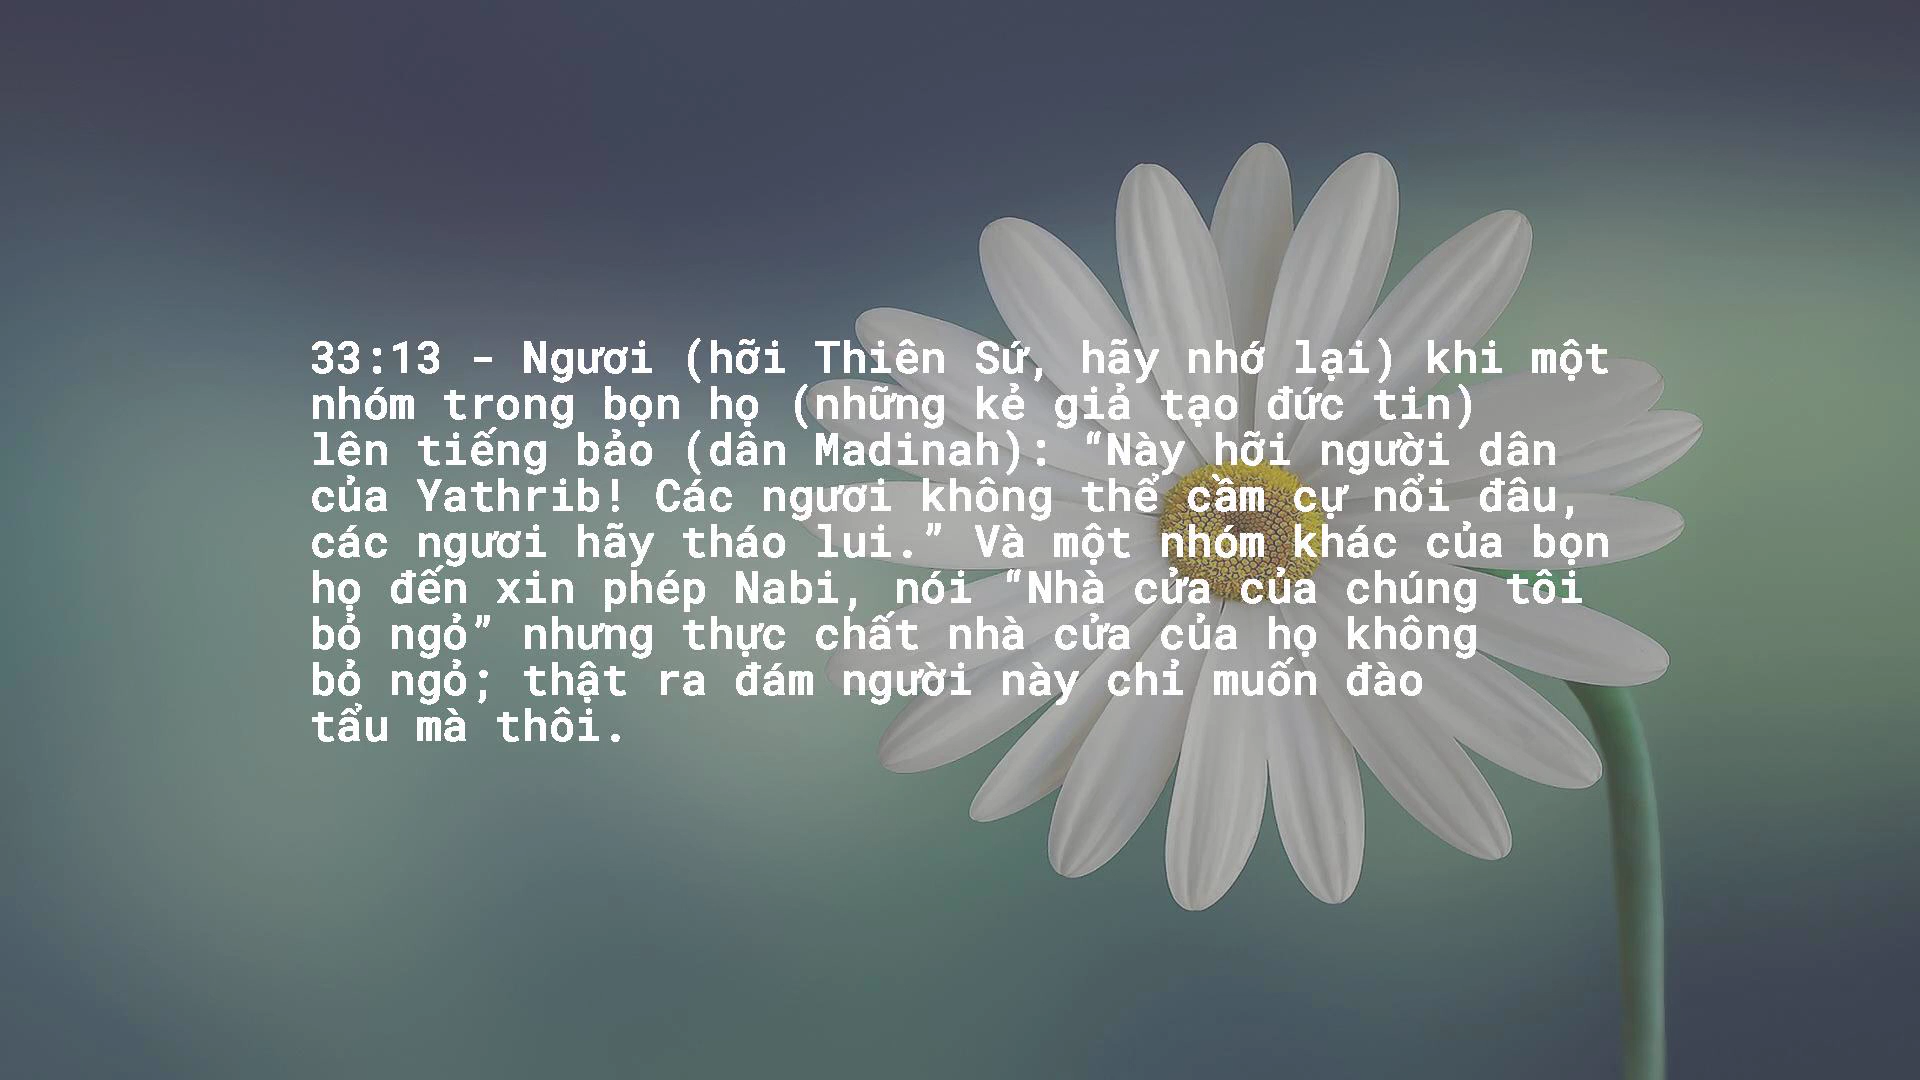 33:13 - Ngươi (hỡi Thiên Sứ, hãy nhớ lại) khi một
nhóm trong bọn họ (những kẻ giả tạo đức tin)
lên tiếng bảo (dân Madinah): “Này hỡi người dân
của Yathrib! Các ngươi không thể cầm cự nổi đâu,
các ngươi hãy tháo lui.” Và một nhóm khác của bọn
họ đến xin phép Nabi, nói “Nhà cửa của chúng tôi
bỏ ngỏ” nhưng thực chất nhà cửa của họ không
bỏ ngỏ; thật ra đám người này chỉ muốn đào
tẩu mà thôi.